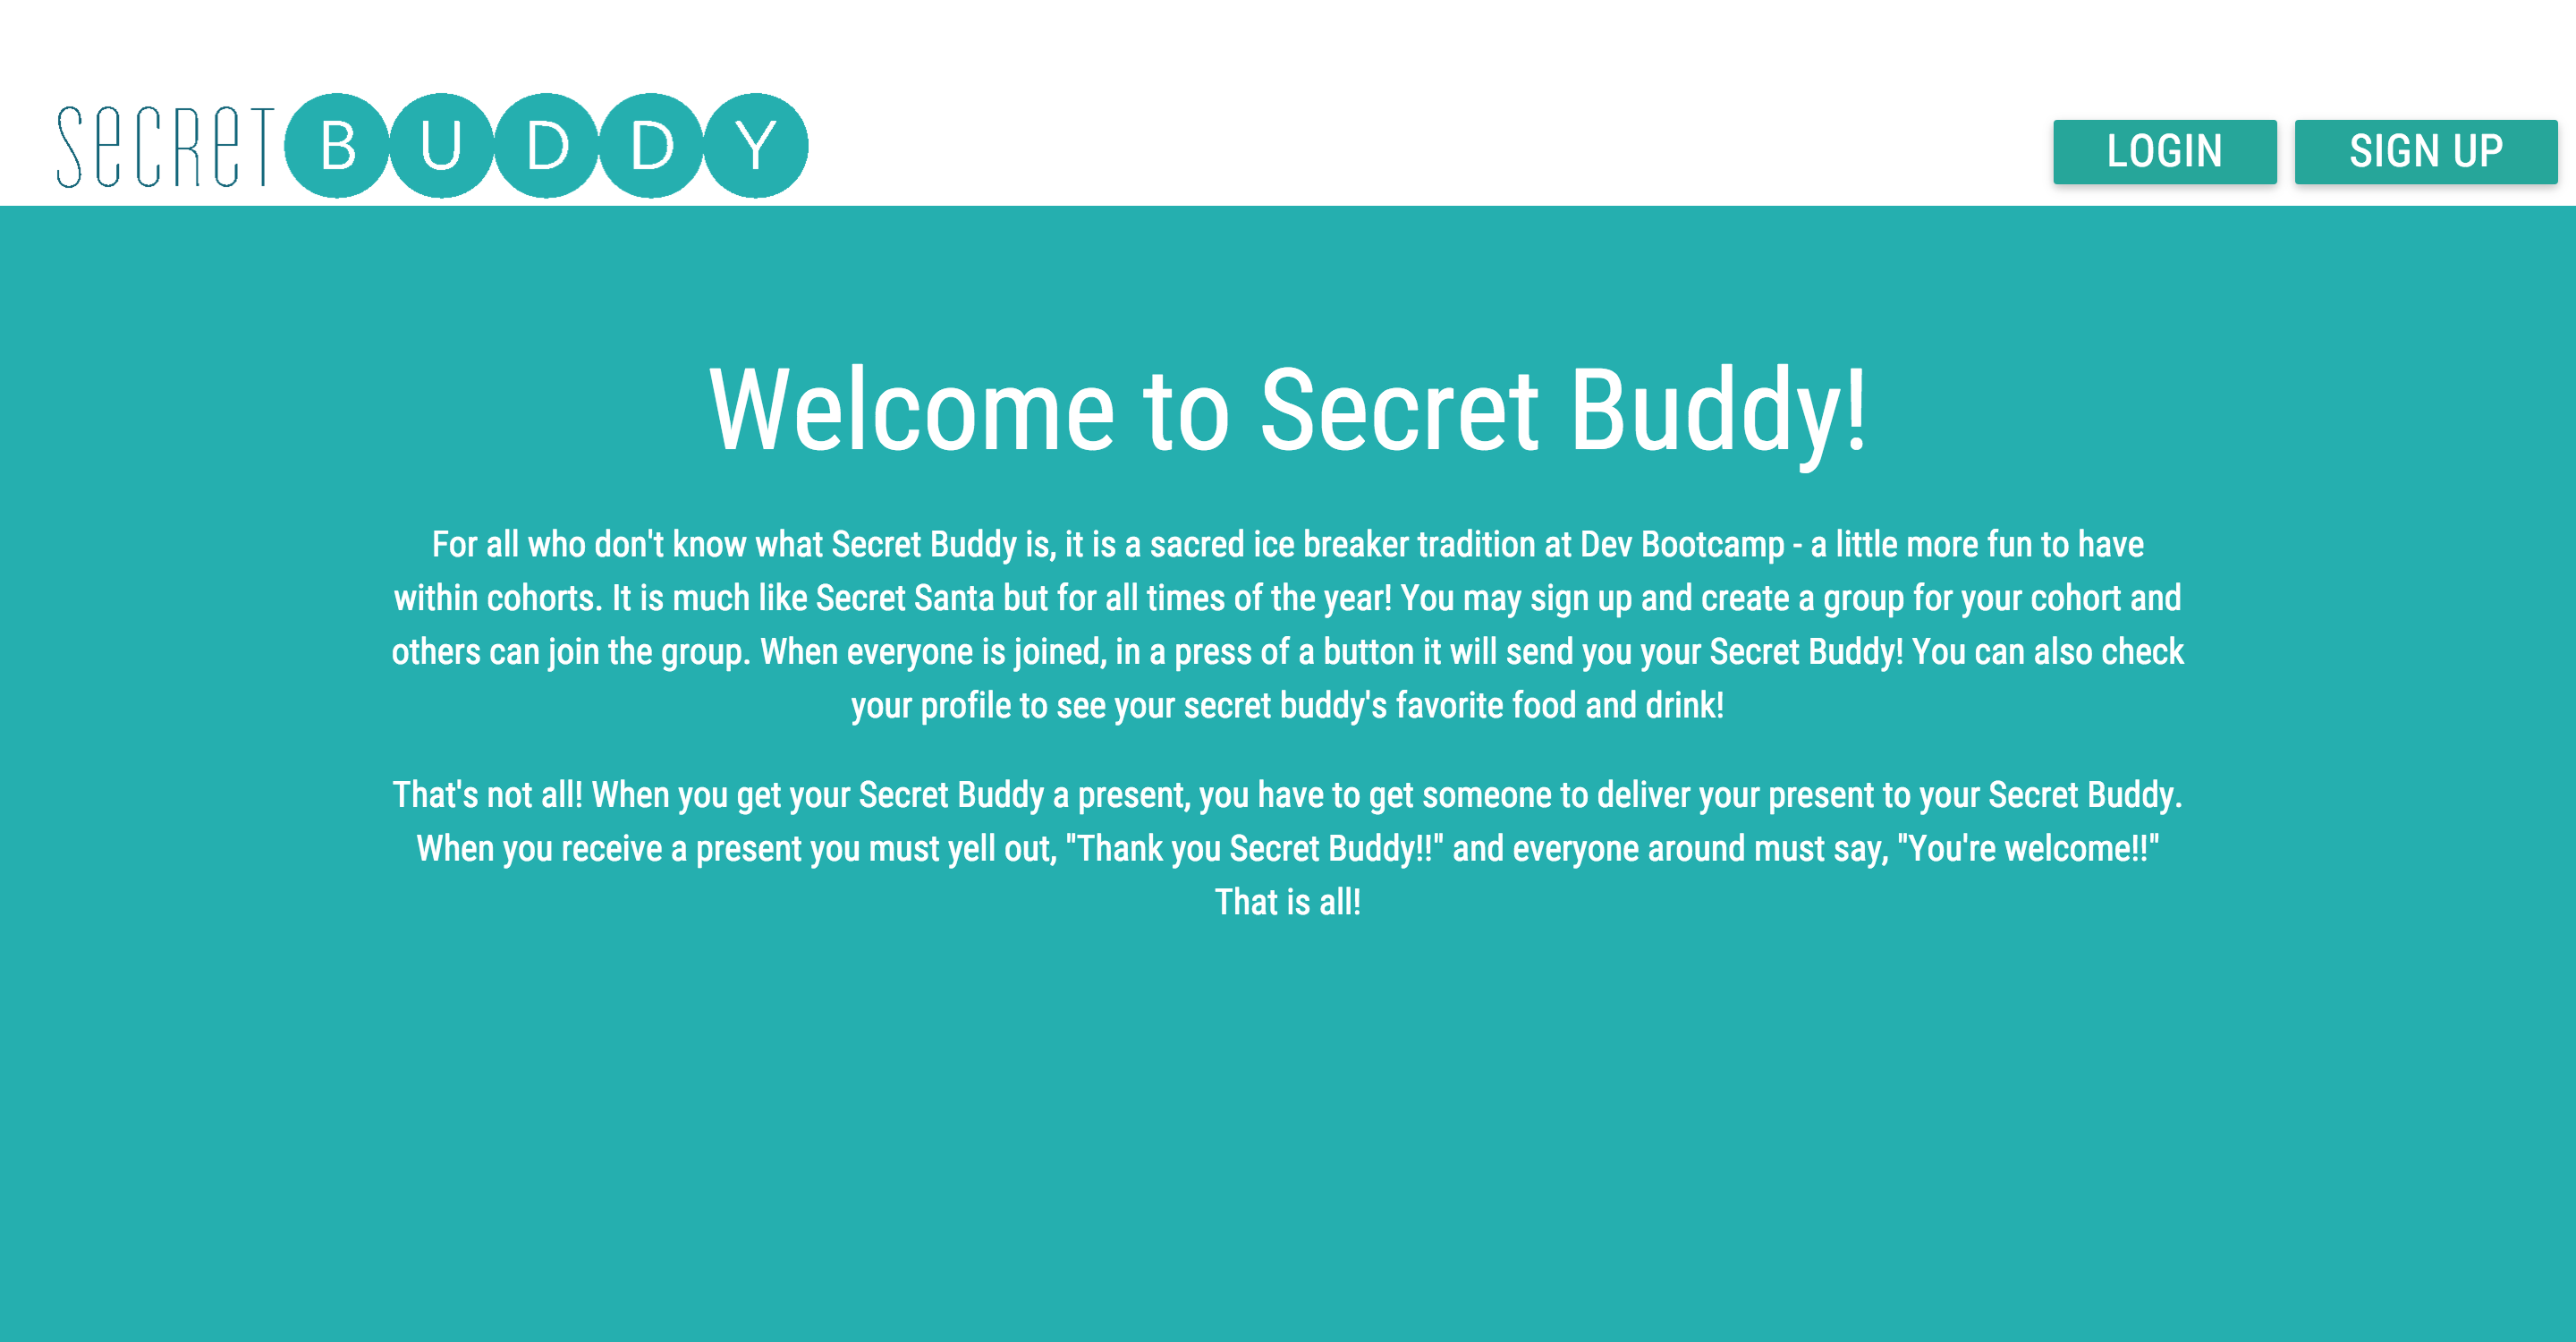 SECRET BUDDY
LOGIN
SIGN UP
Welcome to Secret Buddy!
For all who don't know what Secret Buddy is, it is a sacred ice breaker tradition at Dev Bootcamp - a little more fun to have
within cohorts. It is much like Secret Santa but for all times of the year! You may sign up and create a group for your cohort and
others can join the group. When everyone is joined, in a press of a button it will send you your Secret Buddy! You can also check
your profile to see your secret buddy's favorite food and drink!
That's not all! When you get your Secret Buddy a present, you have to get someone to deliver your present to your Secret Buddy.
When you receive a present you must yell out, "Thank you Secret Buddy!!" and everyone around must say, "You're welcome!!"
That is all!